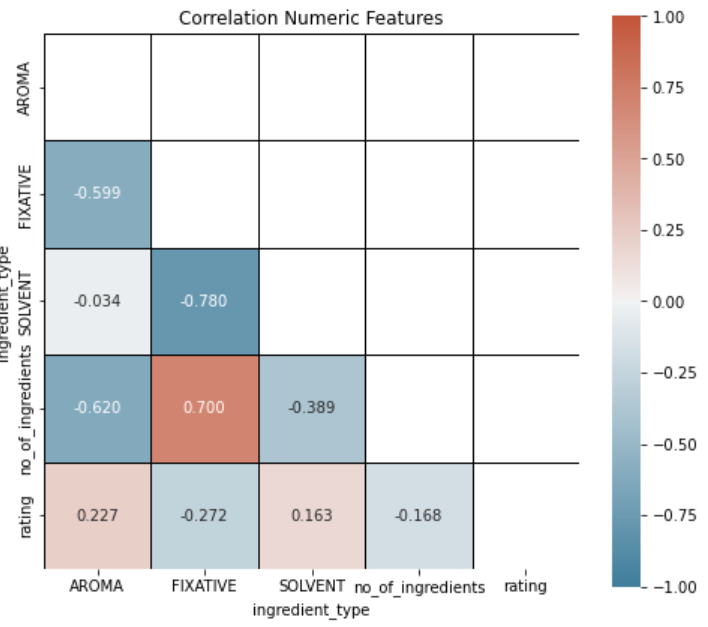 Correlation Numeric Features
1.00
0.75
0.50
0.25
0.00
−0.25
−0.50
−0.75
−1.00
ingredient_type
AROMA
FIXATIVE
-0.599
SOLVENT
-0.034 -0.780
no_of_ingredients
-0.620 0.700 -0.389
rating
0.227 -0.272 0.163 -0.168
AROMA FIXATIVE SOLVENT no_of_ingredients rating
ingredient_type